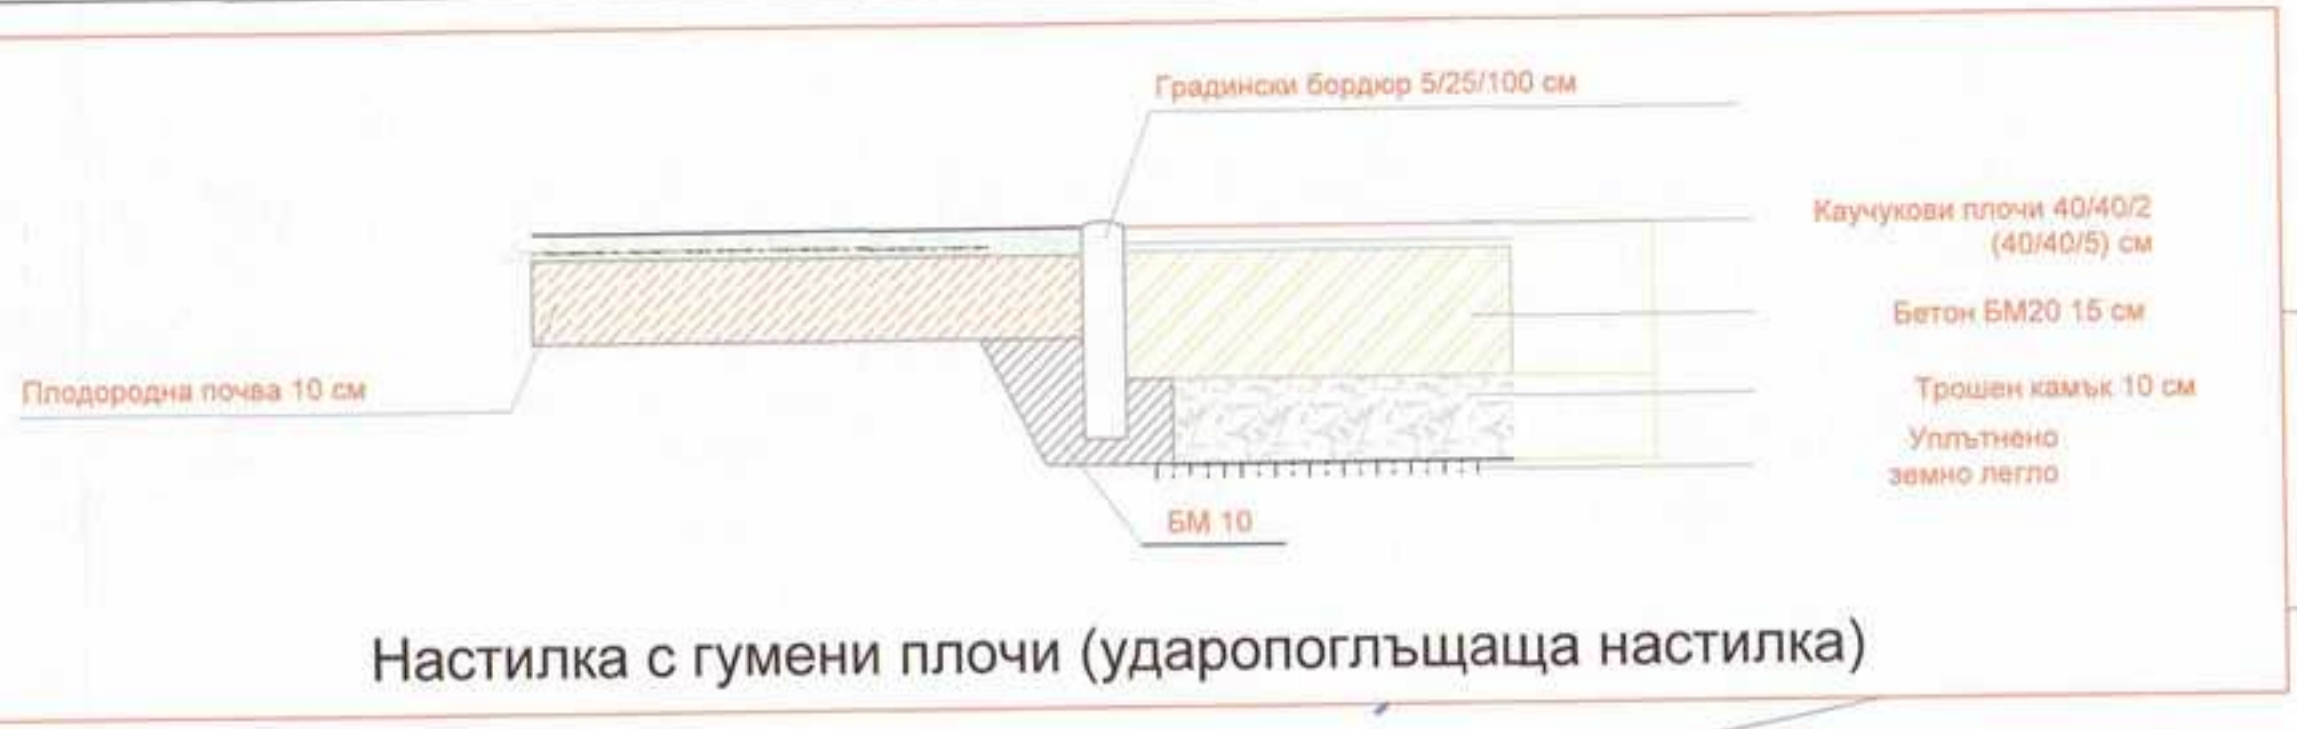 Градински бордюр 5/25/100 см
Каучукови плочи 40/40/2
(40/40/5) см
Бетон БМ20 15 см
Плодородна почва 10 см
Трошен камък 10 см
Уплътнено
земно легло
БМ 10
Настилка с гумени плочи (удaропоглъщаща настилка)